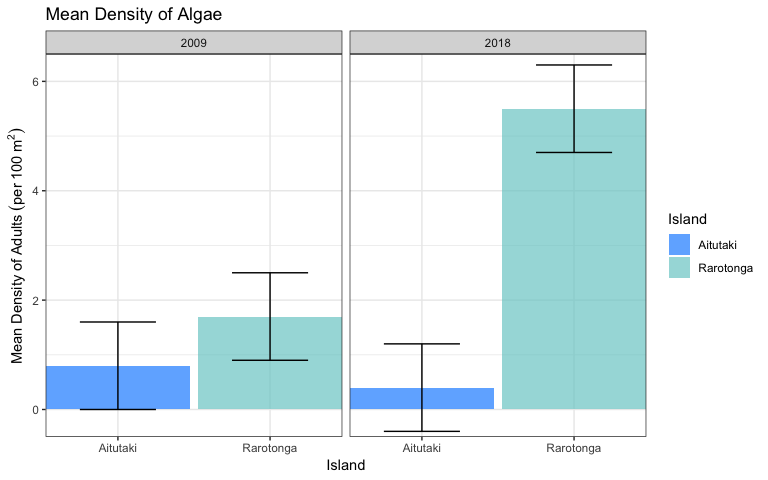 Mean Density of Algae
2009
2018
Mean Density of Adults (per 100 m²)
6
4
2
0
Aitutaki
Rarotonga
Aitutaki
Rarotonga
Island
Island
Aitutaki
Rarotonga